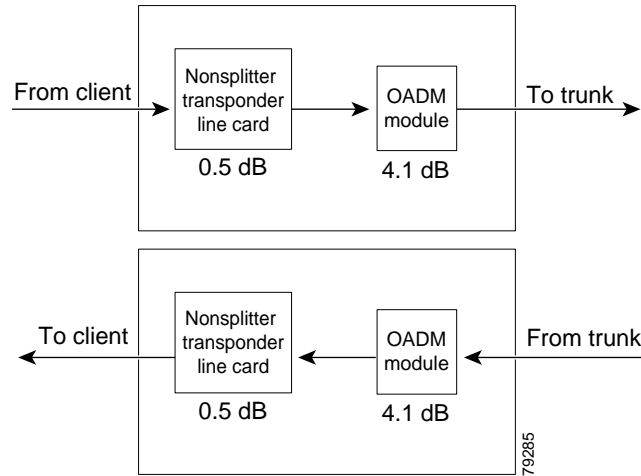 From client
Nonsplitter
transponder
line card
0.5 dB
OADM
module
4.1 dB
To trunk
To client
Nonsplitter
transponder
line card
0.5 dB
OADM
module
4.1 dB
From trunk
79285